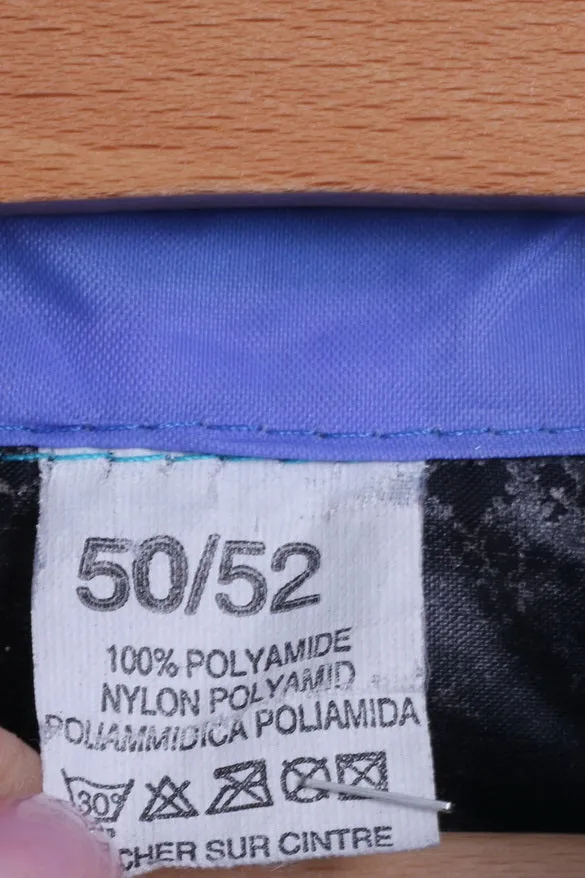 50/52
100% POLYAMIDE
NYLON POLYAMID
POLIAMMIDICA POLIAMIDA
30°
CHER SUR CINTRE